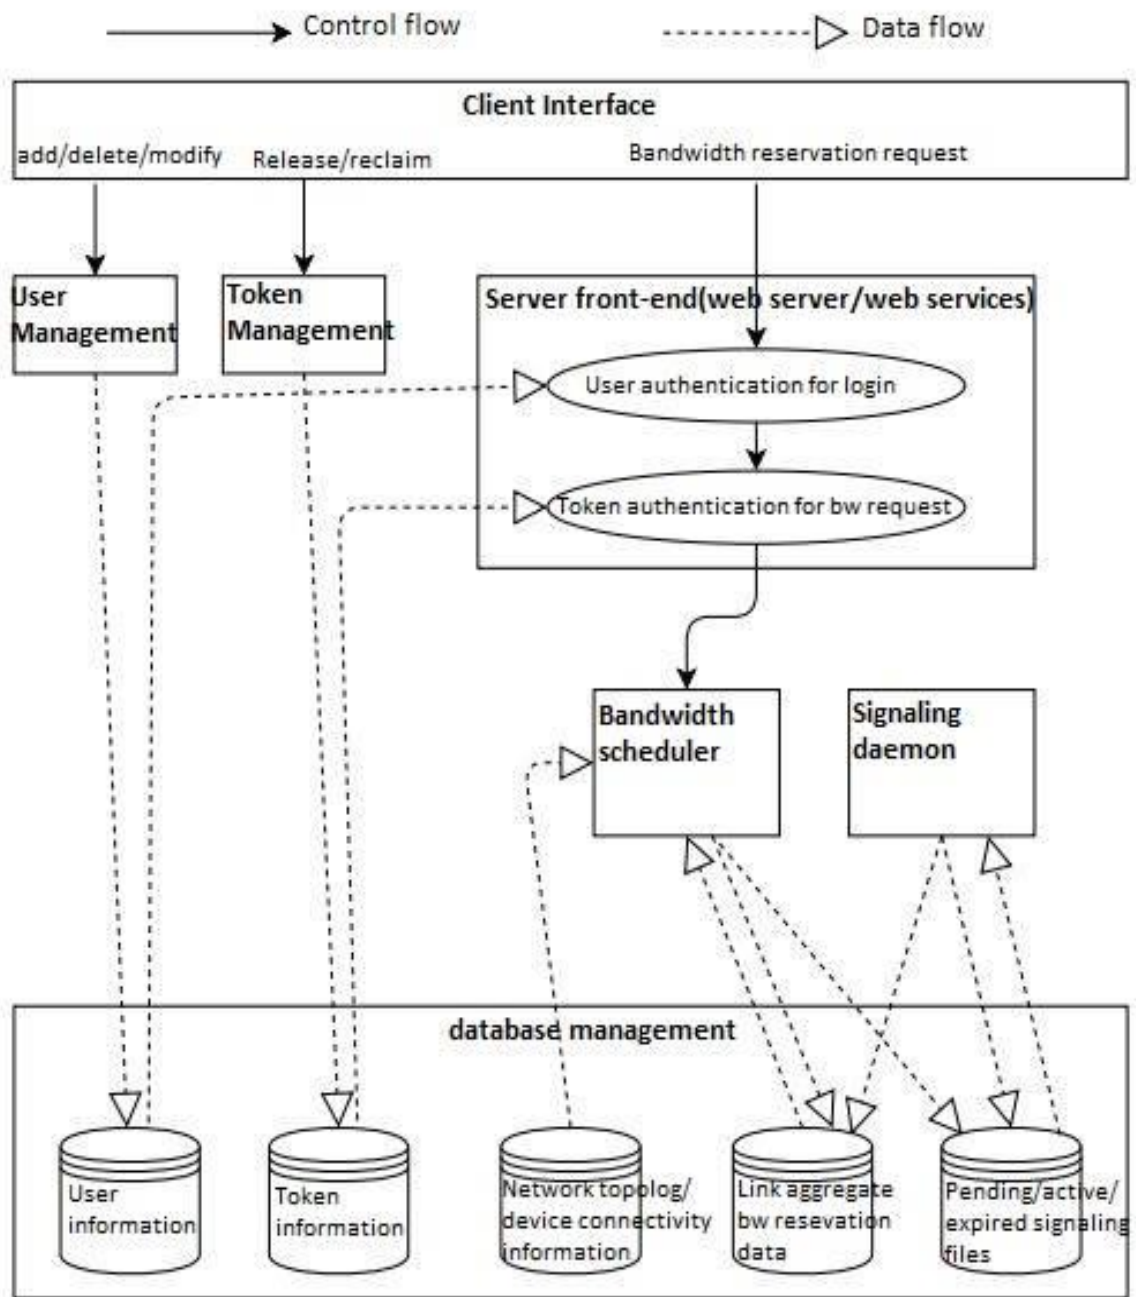 Control flow
Data flow
Client Interface
add/delete/modify
Release/reclaim
Bandwidth reservation request
User
Management
Token
Management
Server front-end(web server/web services)
User authentication for login
Token authentication for bw request
Bandwidth
scheduler
Signaling
daemon
database management
User
information
Token
information
Network topolog/
device connectivity
information
Link aggregate
bw resevation
data
Pending/active/
expired signaling
files